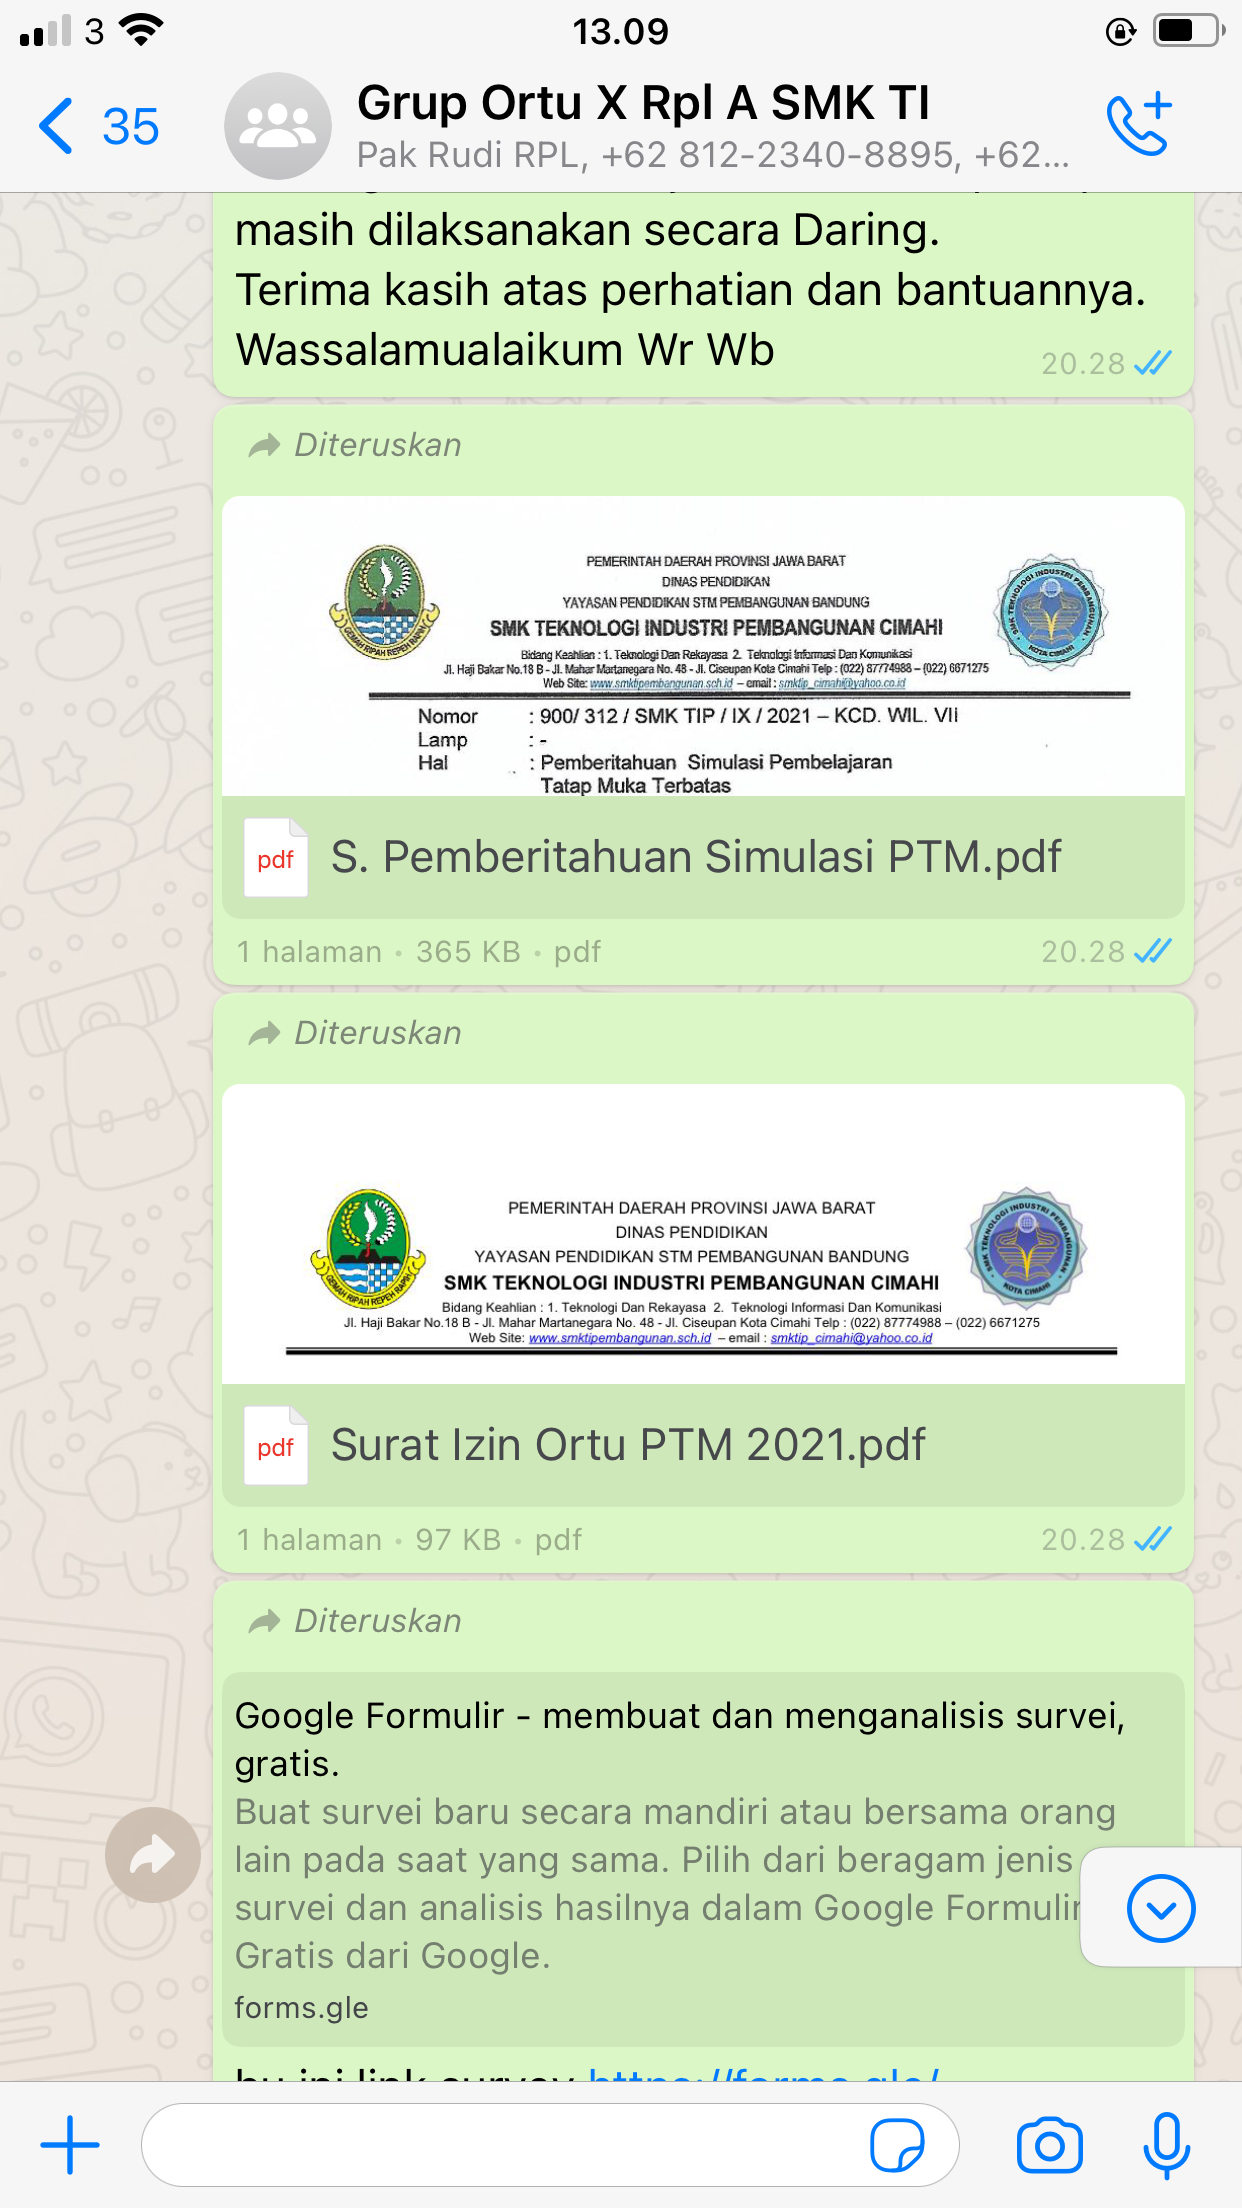 3
13.09
35
Grup Ortu X Rpl A SMK TI
Pak Rudi RPL, +62 812-2340-8895, +62...
masih dilaksanakan secara Daring.
Terima kasih atas perhatian dan bantuannya.
Wassalamualaikum Wr Wb
20.28
Diteruskan
PEMERINTAH DAERAH PROVINSI JAWA BARAT
DINAS PENDIDIKAN
YAYASAN PENDIDIKAN STM PEMBANGUNAN BANDUNG
SMK TEKNOLOGI INDUSTRI PEMBANGUNAN CIMAHI
Bidang Keahlian : 1. Teknologi Dan Rekayasa 2. Teknologi Informasi Dan Komunikasi
Jl. Haji Bakar No.18 B - Jl. Mahar Martanegara No. 48 - Jl. Ciseupan Kota Cimahi Telp : (022) 87774988 – (022) 6671275
Web Site: www.smktipembangunan.sch.id – email : smktip_cimahi@yahoo.co.id
GEMAH RIPAH REPEH RAPIH
SMK TEKNOLOGI INDUSTRI PEMBANGUNAN
KOTA CIMAHI
Nomor : 900/ 312 / SMK TIP / IX / 2021 – KCD. WIL. VII
Lamp : -
Hal : Pemberitahuan Simulasi Pembelajaran
Tatap Muka Terbatas
pdf
S. Pemberitahuan Simulasi PTM.pdf
1 halaman • 365 KB • pdf
20.28
Diteruskan
PEMERINTAH DAERAH PROVINSI JAWA BARAT
DINAS PENDIDIKAN
YAYASAN PENDIDIKAN STM PEMBANGUNAN BANDUNG
SMK TEKNOLOGI INDUSTRI PEMBANGUNAN CIMAHI
Bidang Keahlian : 1. Teknologi Dan Rekayasa 2. Teknologi Informasi Dan Komunikasi
Jl. Haji Bakar No.18 B - Jl. Mahar Martanegara No. 48 - Jl. Ciseupan Kota Cimahi Telp : (022) 87774988 – (022) 6671275
Web Site: www.smktipembangunan.sch.id – email : smktip_cimahi@yahoo.co.id
GEMAH RIPAH REPEH RAPIH
SMK TEKNOLOGI INDUSTRI PEMBANGUNAN
KOTA CIMAHI
pdf
Surat Izin Ortu PTM 2021.pdf
1 halaman • 97 KB • pdf
20.28
Diteruskan
Google Formulir - membuat dan menganalisis survei,
gratis.
Buat survei baru secara mandiri atau bersama orang
lain pada saat yang sama. Pilih dari beragam jenis
survei dan analisis hasilnya dalam Google Formulir
Gratis dari Google.
forms.gle
ini link survey https://forms.gle/